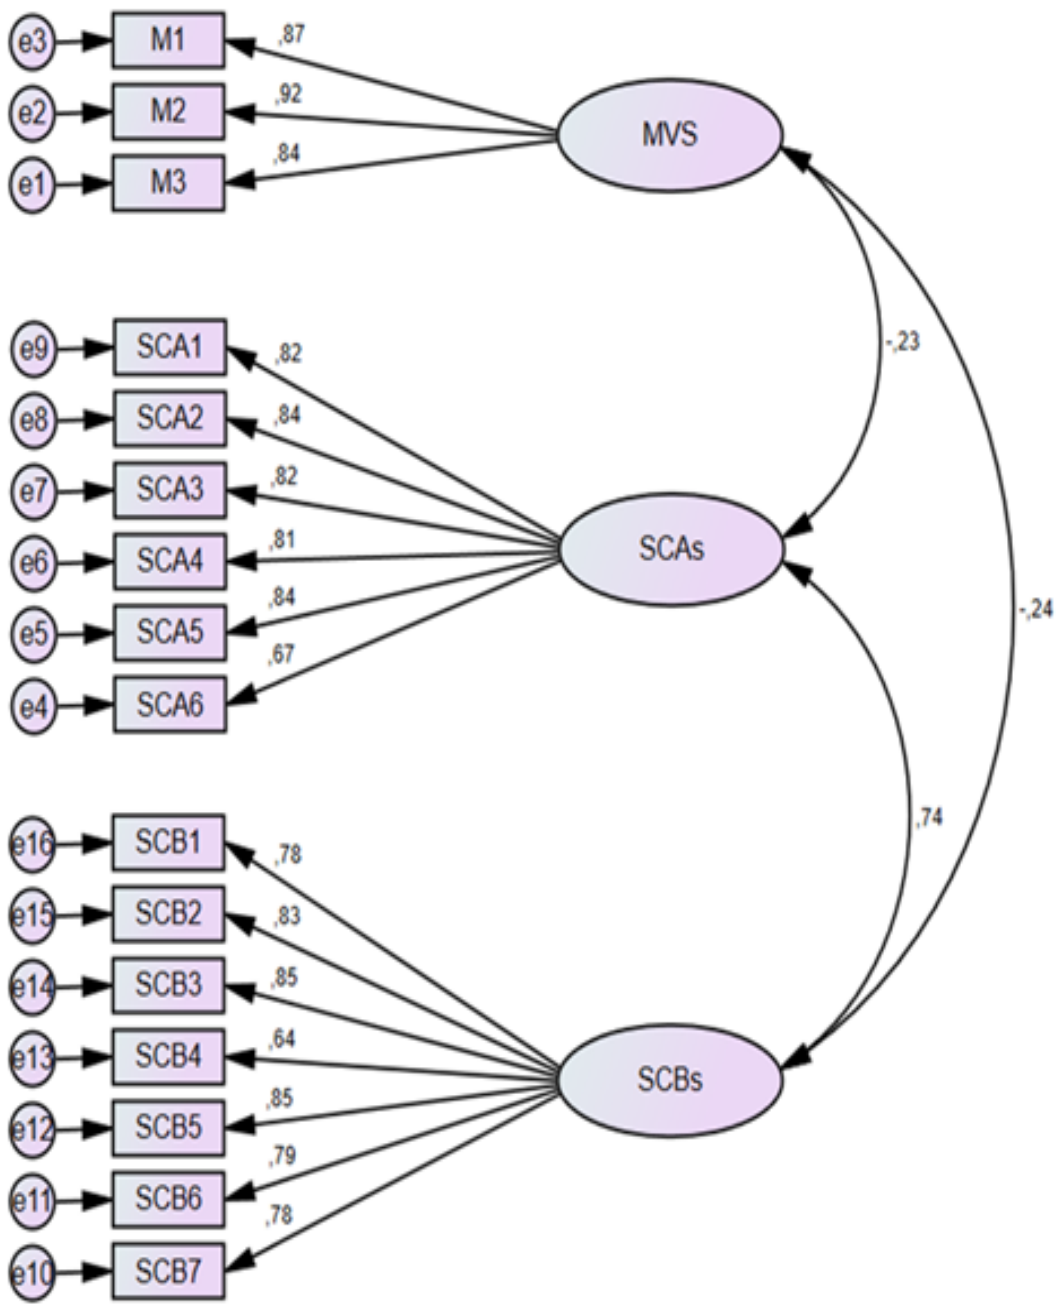 e3 M1 ,87
e2 M2 ,92
e1 M3 ,84
MVS
-,23
e9 SCA1 ,82
e8 SCA2 ,84
e7 SCA3 ,82
e6 SCA4 ,81
e5 SCA5 ,84
e4 SCA6 ,67
SCAs
-,24
,74
e16 SCB1 ,78
e15 SCB2 ,83
e14 SCB3 ,85
e13 SCB4 ,64
e12 SCB5 ,85
e11 SCB6 ,79
e10 SCB7 ,78
SCBs